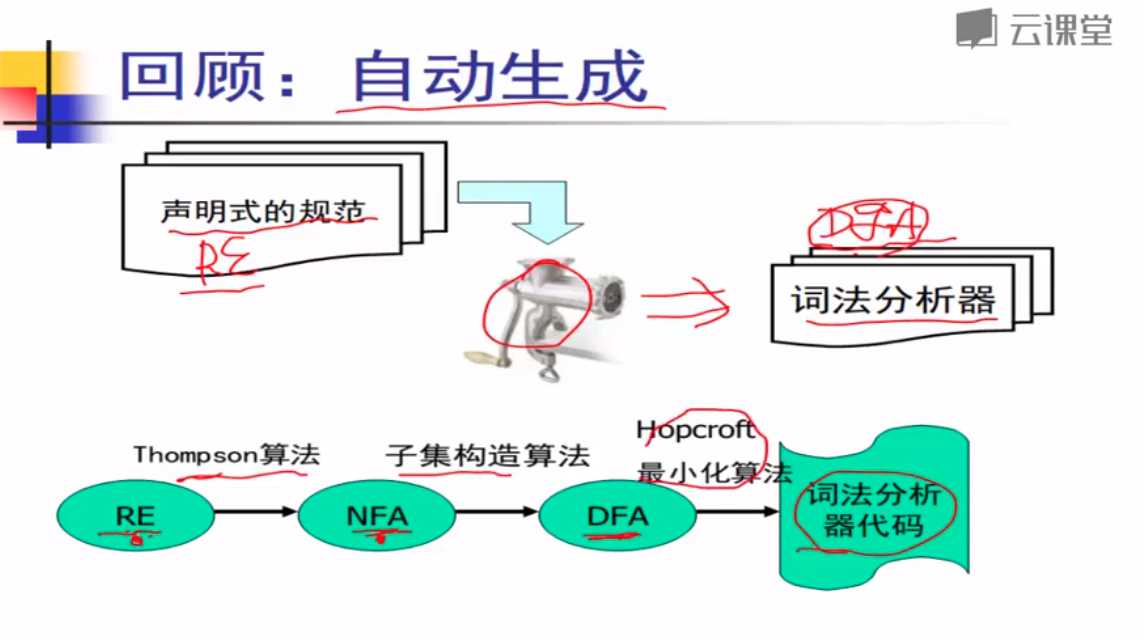 云课堂
回顾：自动生成
声明式的规范
RE
DFA
词法分析器
Thompson算法
子集构造算法
Hopcroft
最小化算法
RE
NFA
DFA
词法分析
器代码